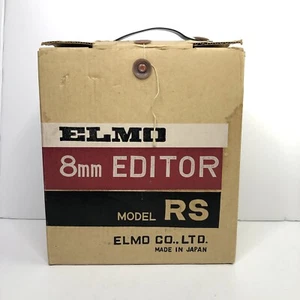 ELMO
8mm EDITOR
MODEL RS
ELMO CO., LTD.
MADE IN JAPAN